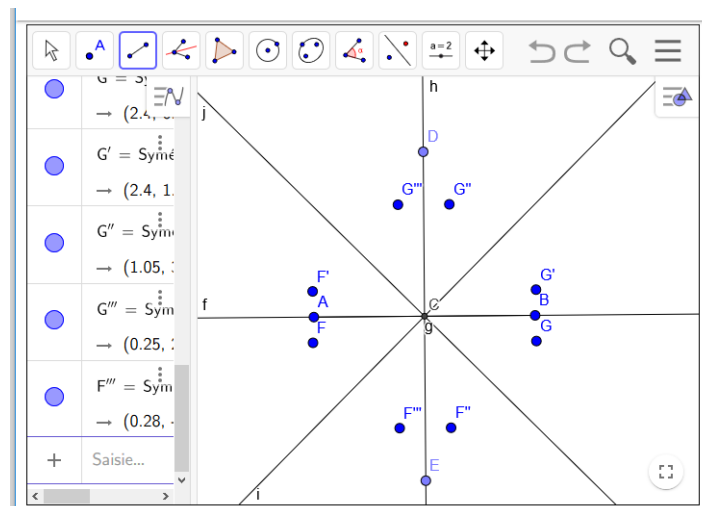 A
α
a=2
G = Sy
→ (2.4,
G' = Symé
→ (2.4, 1.
G'' = Sym
→ (1.05,
G''' = Sym
→ (0.25,
F''' = Sym
→ (0.28, -
+ Saisie...
h
j
D
G''' G''
F' G'
f A C B
F g G
F''' F''
E
i